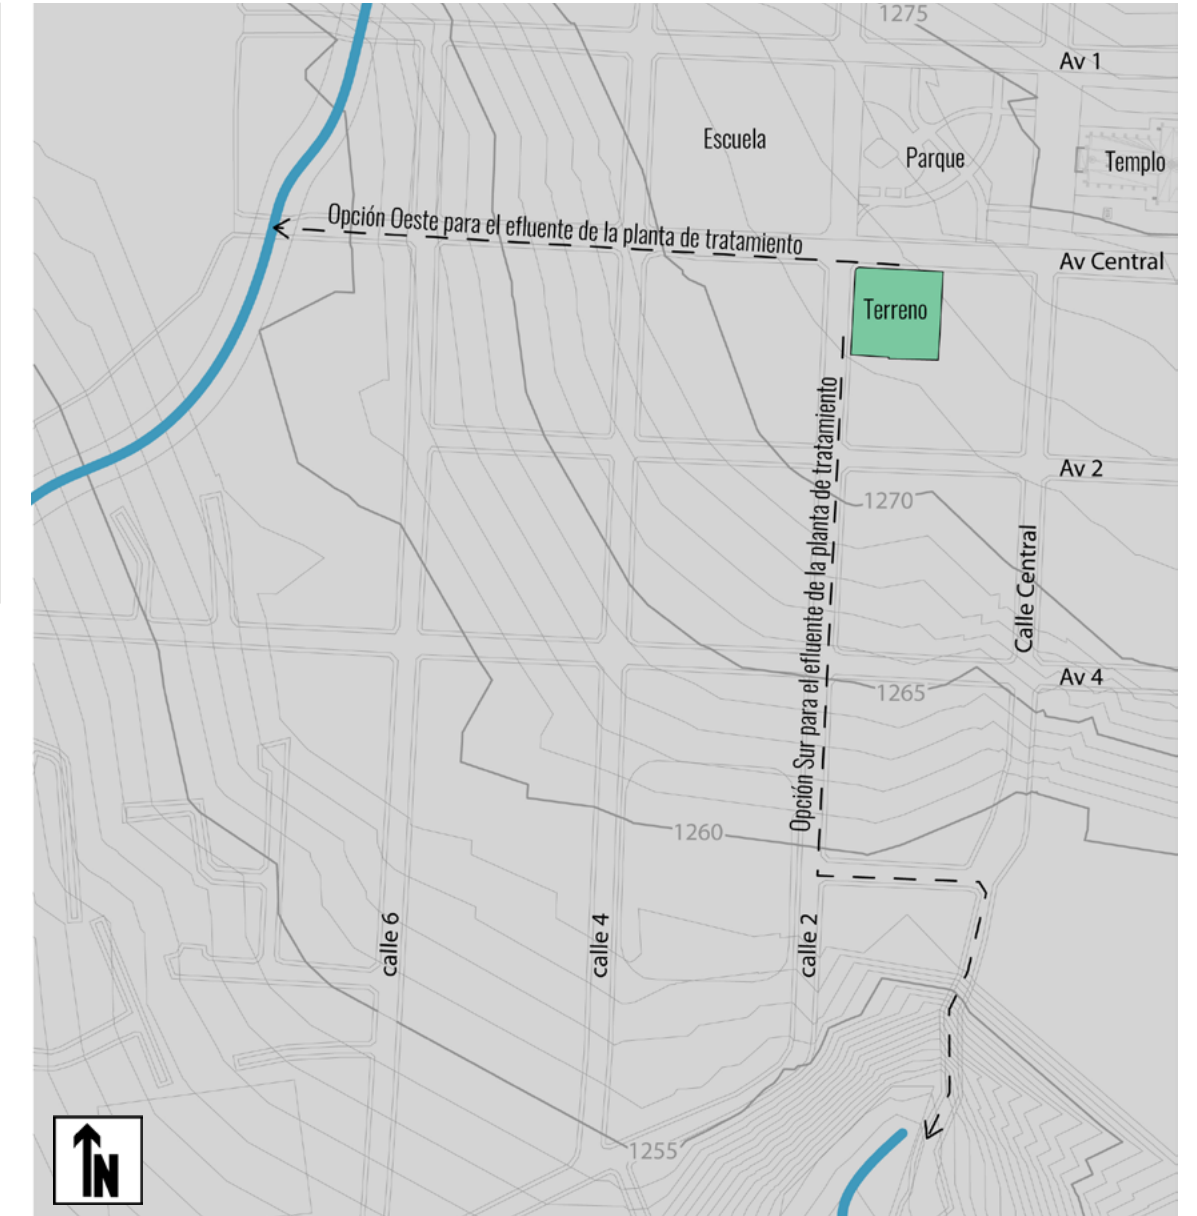 1275
Av 1
Escuela
Parque
Templo
Opción Oeste para el efluente de la planta de tratamiento
Av Central
Terreno
Opción Sur para el efluente de la planta de tratamiento
Av 2
1270
Calle Central
Av 4
1265
1260
calle 6
calle 4
calle 2
1255
N